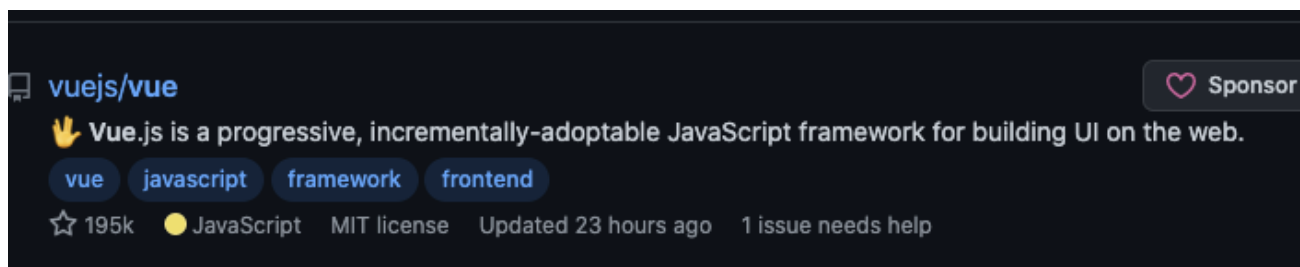 vuejs/vue
Sponsor
🖖 Vue.js is a progressive, incrementally-adoptable JavaScript framework for building UI on the web.
vue javascript framework frontend
195k JavaScript MIT license Updated 23 hours ago 1 issue needs help